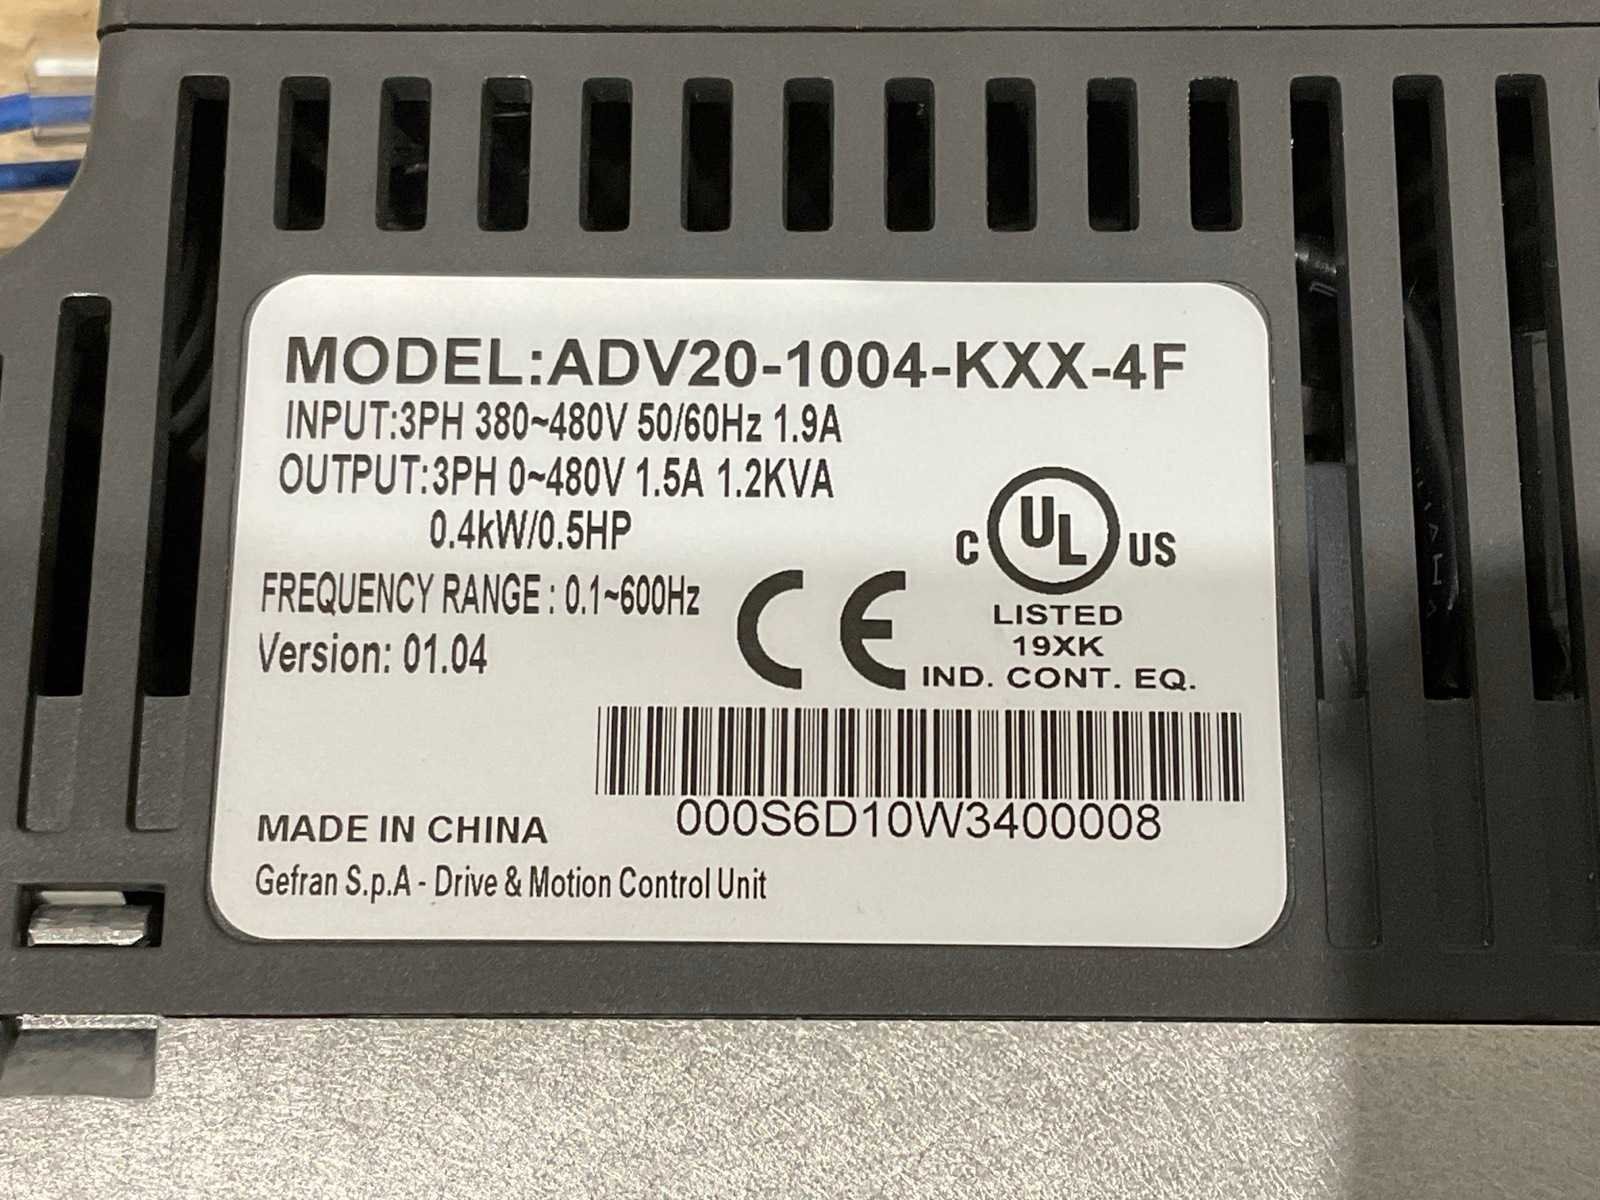 MODEL:ADV20-1004-KXX-4F
INPUT:3PH 380~480V 50/60Hz 1.9A
OUTPUT:3PH 0~480V 1.5A 1.2KVA
0.4kW/0.5HP
FREQUENCY RANGE : 0.1~600Hz
Version: 01.04
CE
C UL US
LISTED
19XK
IND. CONT. EQ.
000S6D10W3400008
MADE IN CHINA
Gefran S.p.A - Drive & Motion Control Unit